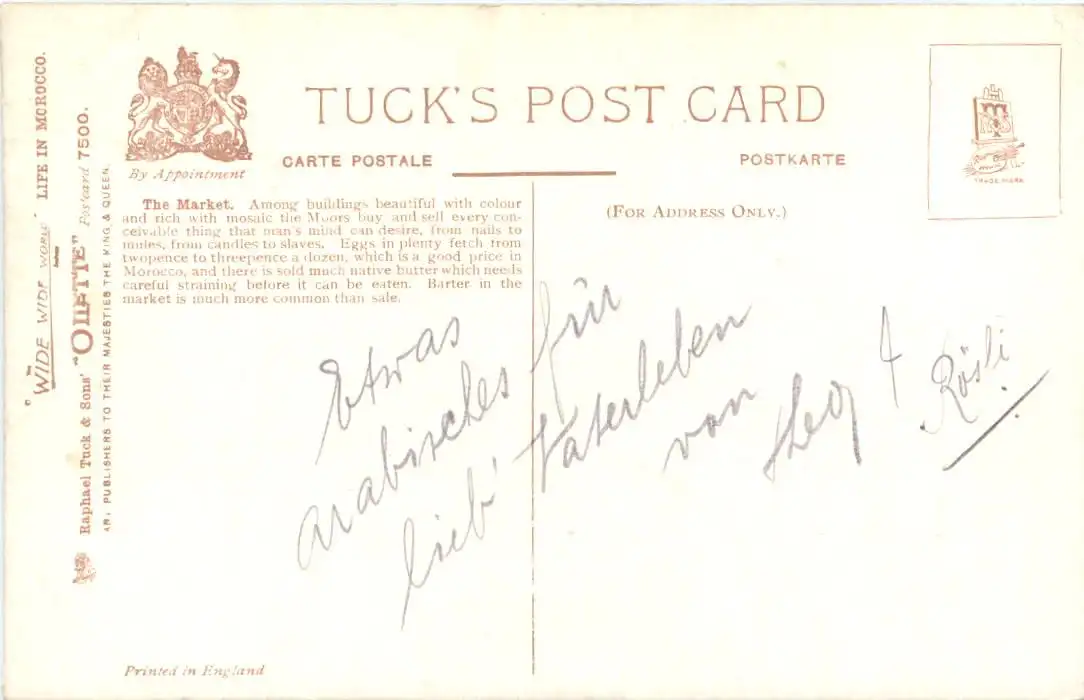 TUCK'S POST CARD
CARTE POSTALE
POSTKARTE
By Appointment
TRADE MARK
(FOR ADDRESS ONLY.)
The Market. Among buildings beautiful with colour
and rich with mosaic the Moors buy and sell every con-
ceivable thing that man's mind can desire, from nails to
mules, from candles to slaves. Eggs in plenty fetch from
twopence to threepence a dozen, which is a good price in
Morocco, and there is sold much native butter which needs
careful straining before it can be eaten. Barter in the
market is much more common than sale.
"WIDE WIDE WORLD" LIFE IN MOROCCO.
Raphael Tuck & Sons' "OILETTE" Postcard 7500.
ART PUBLISHERS TO THEIR MAJESTIES THE KING & QUEEN.
Etwas
arabisches für
lieb' Vaterleben
von
Rösli
Printed in England